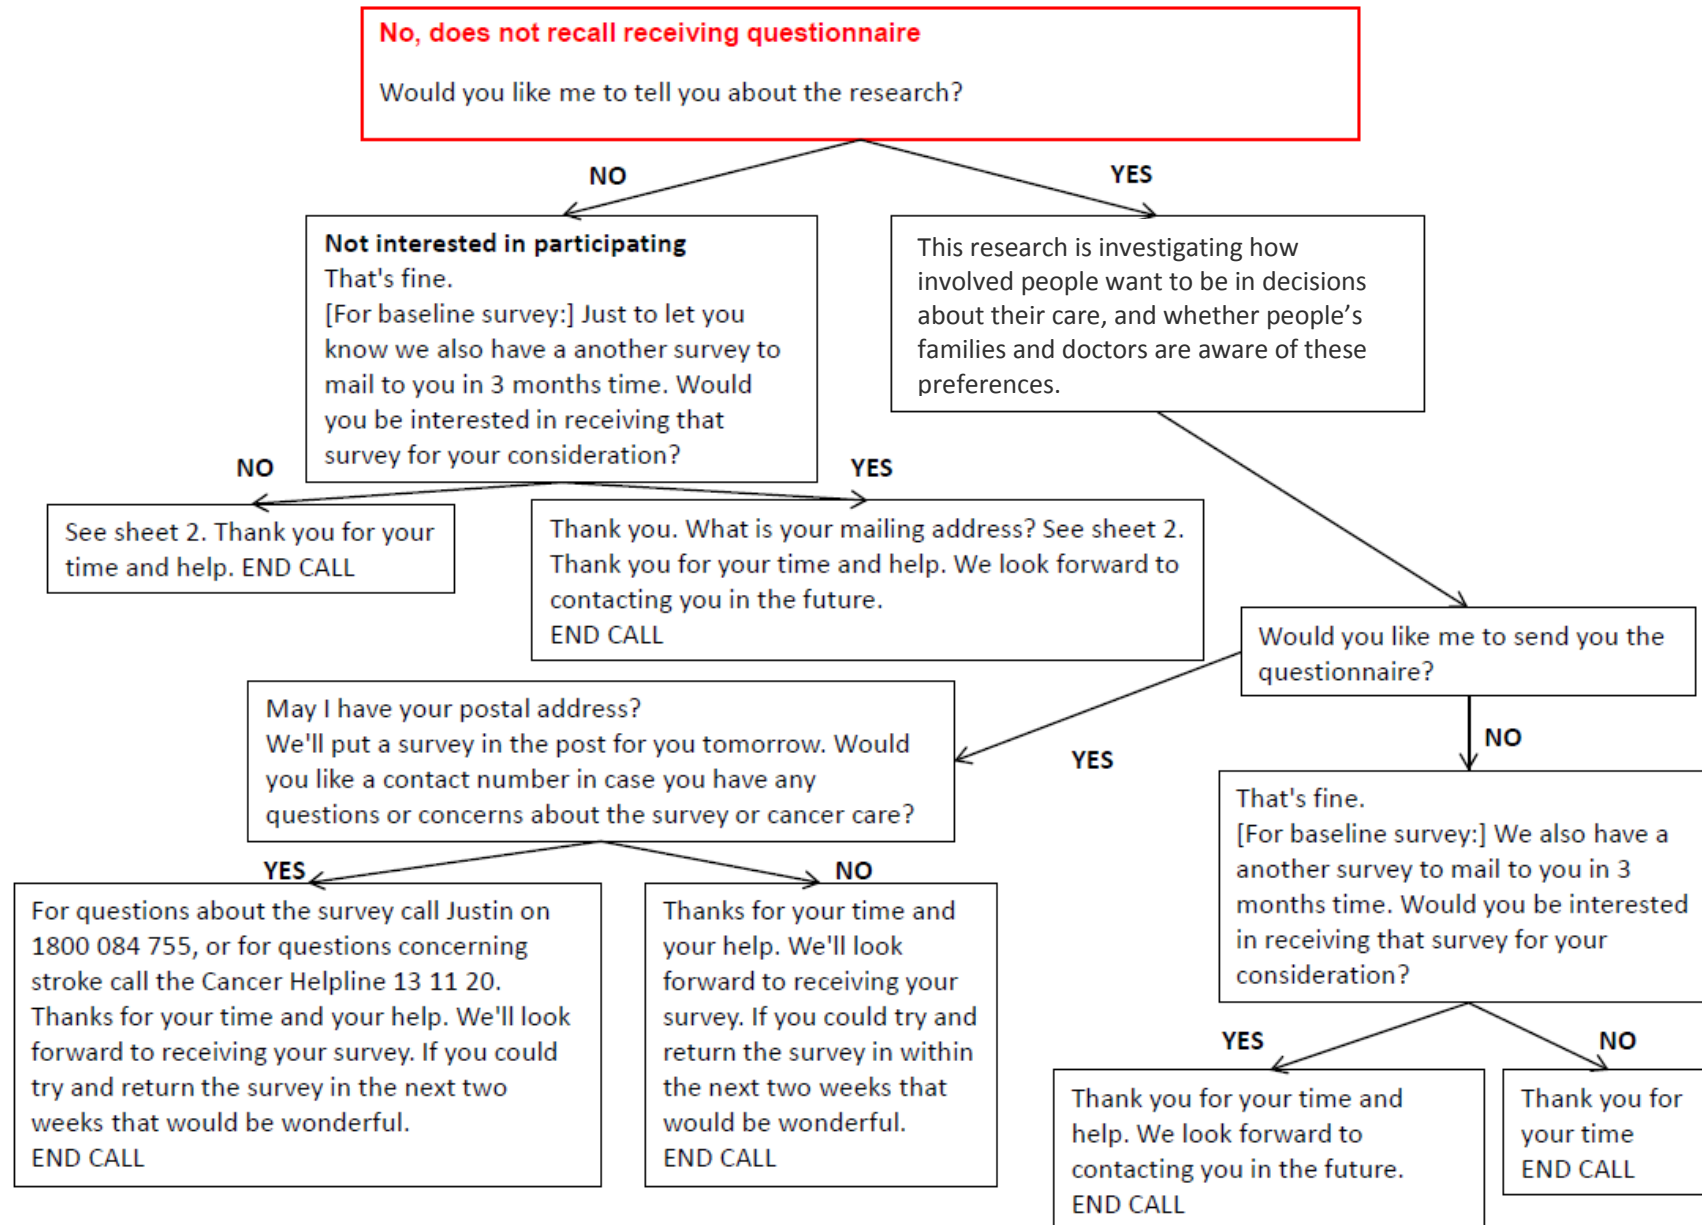 No, does not recall receiving questionnaire
Would you like me to tell you about the research?
NO
YES
Not interested in participating
That's fine.
[For baseline survey:] Just to let you
know we also have a another survey to
mail to you in 3 months time. Would
you be interested in receiving that
survey for your consideration?
This research is investigating how
involved people want to be in decisions
about their care, and whether people’s
families and doctors are aware of these
preferences.
NO
YES
See sheet 2. Thank you for your
time and help. END CALL
Thank you. What is your mailing address? See sheet 2.
Thank you for your time and help. We look forward to
contacting you in the future.
END CALL
Would you like me to send you the
questionnaire?
YES
NO
May I have your postal address?
We'll put a survey in the post for you tomorrow. Would
you like a contact number in case you have any
questions or concerns about the survey or cancer care?
That's fine.
[For baseline survey:] We also have a
another survey to mail to you in 3
months time. Would you be interested
in receiving that survey for your
consideration?
YES
NO
For questions about the survey call Justin on
1800 084 755, or for questions concerning
stroke call the Cancer Helpline 13 11 20.
Thanks for your time and your help. We'll look
forward to receiving your survey. If you could
try and return the survey in the next two
weeks that would be wonderful.
END CALL
Thanks for your time and
your help. We'll look
forward to receiving your
survey. If you could try and
return the survey in within
the next two weeks that
would be wonderful.
END CALL
YES
NO
Thank you for your time and
help. We look forward to
contacting you in the future.
END CALL
Thank you for
your time
END CALL